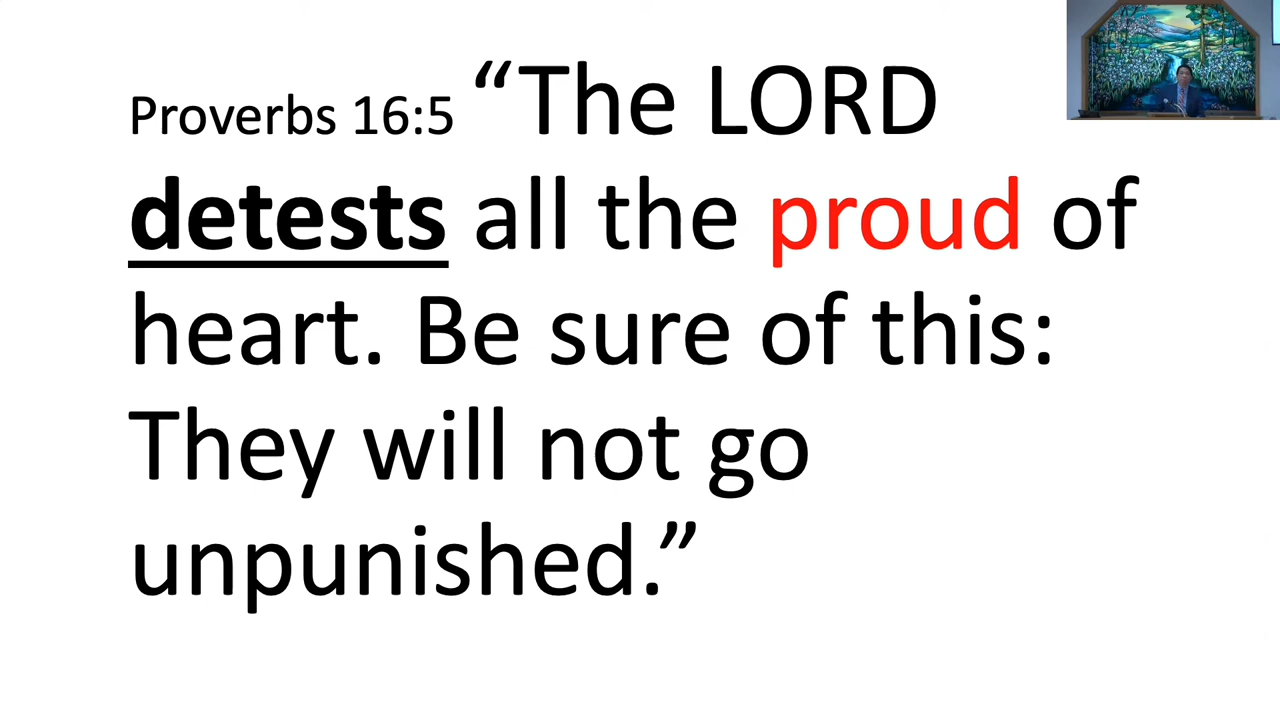 Proverbs 16:5 “The LORD
detests all the proud of
heart. Be sure of this:
They will not go
unpunished.”